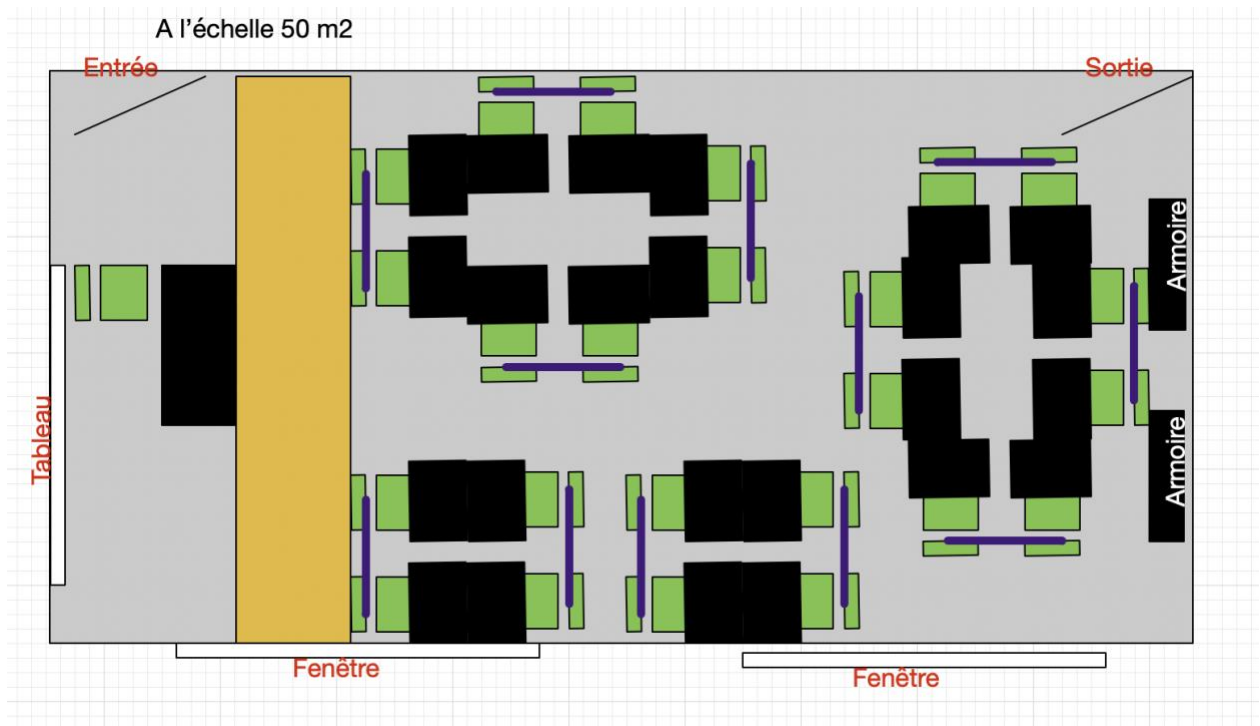 A l’échelle 50 m2
Entrée
Sortie
Armoire
Tableau
Armoire
Fenêtre
Fenêtre